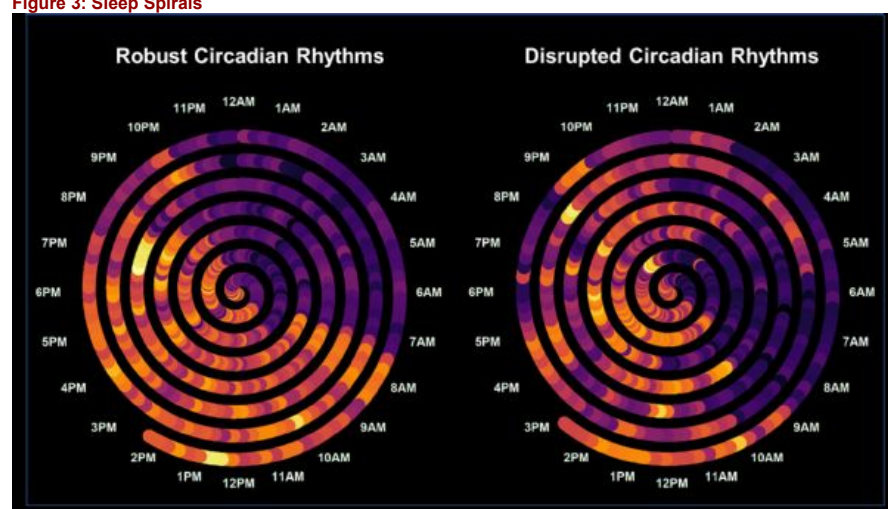 Figure 3: Sleep Spirals
Robust Circadian Rhythms
12AM
1AM
2AM
3AM
4AM
5AM
6AM
7AM
8AM
9AM
10AM
11AM
12PM
1PM
2PM
3PM
4PM
5PM
6PM
7PM
8PM
9PM
10PM
11PM
Disrupted Circadian Rhythms
12AM
1AM
2AM
3AM
4AM
5AM
6AM
7AM
8AM
9AM
10AM
11AM
12PM
1PM
2PM
3PM
4PM
5PM
6PM
7PM
8PM
9PM
10PM
11PM